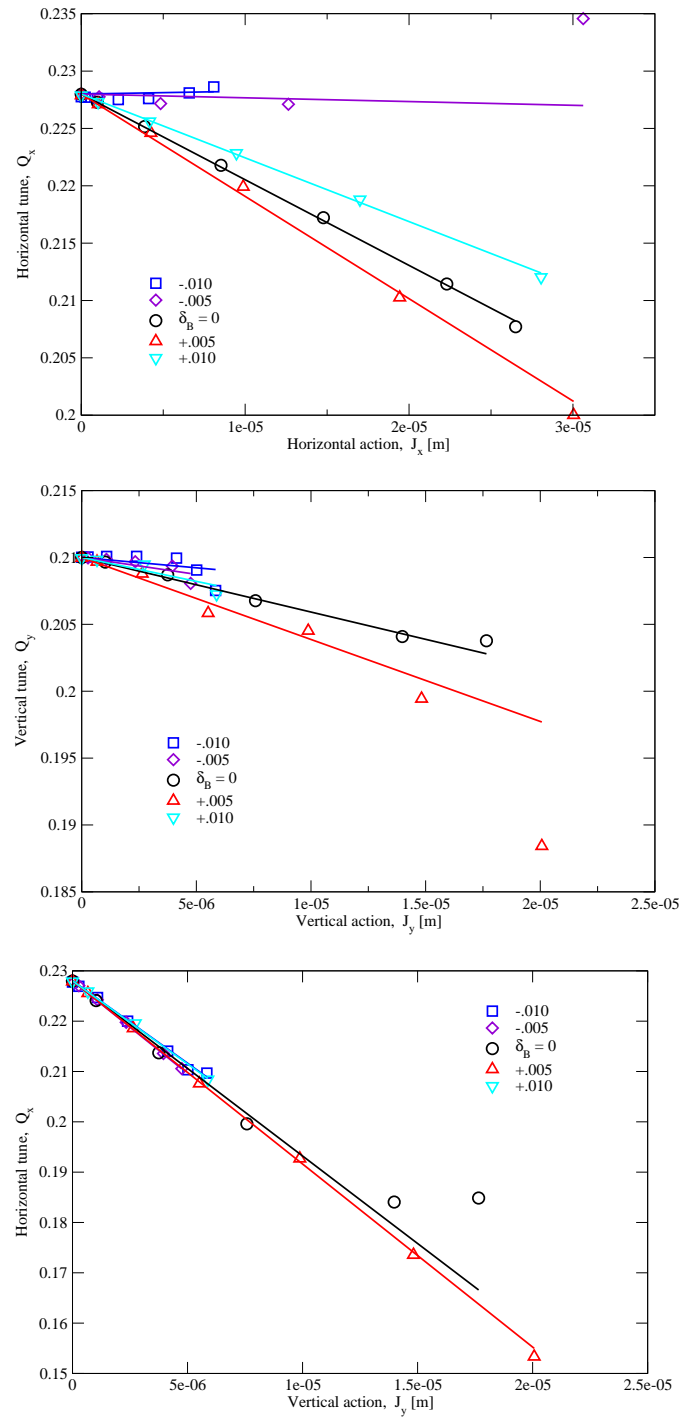 0.235
0.23
0.225
0.22
0.215
0.21
0.205
0.2
Horizontal tune, Q_x
-.010
-.005
δ_B = 0
+.005
+.010
0
1e-05
2e-05
3e-05
Horizontal action, J_x [m]
0.215
0.21
0.205
0.2
0.195
0.19
0.185
Vertical tune, Q_y
-.010
-.005
δ_B = 0
+.005
+.010
0
5e-06
1e-05
1.5e-05
2e-05
2.5e-05
Vertical action, J_y [m]
0.23
0.22
0.21
0.2
0.19
0.18
0.17
0.16
0.15
Horizontal tune, Q_x
-.010
-.005
δ_B = 0
+.005
+.010
0
5e-06
1e-05
1.5e-05
2e-05
2.5e-05
Vertical action, J_y [m]